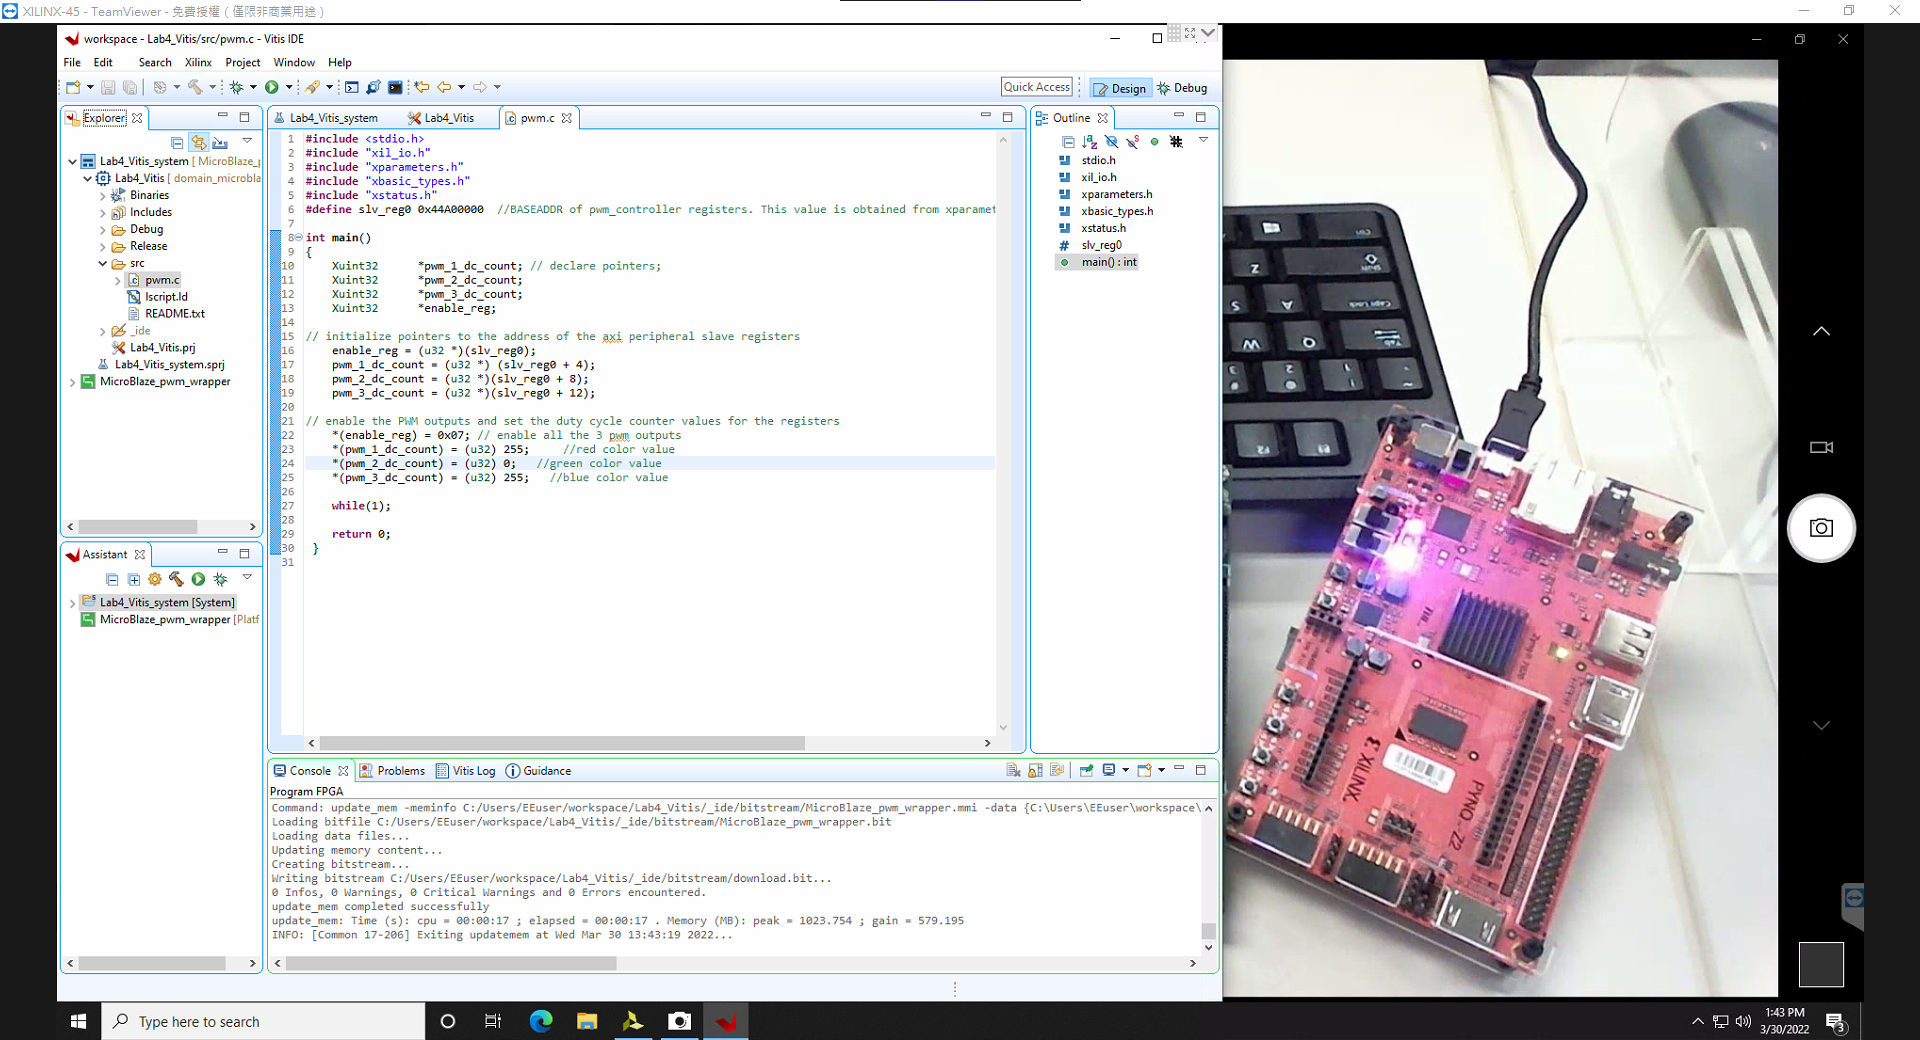 XILINX-45 - TeamViewer - 免費授權（僅限非商業用途）
workspace - Lab4_Vitis/src/pwm.c - Vitis IDE
File Edit Search Xilinx Project Window Help
Quick Access
Design
Debug
Explorer
Lab4_Vitis_system [ MicroBlaze_p
Lab4_Vitis [ domain_microbla
Binaries
Includes
Debug
Release
src
pwm.c
lscript.ld
README.txt
_ide
Lab4_Vitis.prj
Lab4_Vitis_system.sprj
MicroBlaze_pwm_wrapper
Assistant
Lab4_Vitis_system [System]
MicroBlaze_pwm_wrapper [Platf
Lab4_Vitis_system Lab4_Vitis pwm.c
1 #include <stdio.h>
2 #include "xil_io.h"
3 #include "xparameters.h"
4 #include "xbasic_types.h"
5 #include "xstatus.h"
6 #define slv_reg0 0x44A00000 //BASEADDR of pwm_controller registers. This value is obtained from xparamet
7
8 int main()
9 {
10 Xuint32 *pwm_1_dc_count; // declare pointers;
11 Xuint32 *pwm_2_dc_count;
12 Xuint32 *pwm_3_dc_count;
13 Xuint32 *enable_reg;
14
15 // initialize pointers to the address of the axi peripheral slave registers
16 enable_reg = (u32 *)(slv_reg0);
17 pwm_1_dc_count = (u32 *) (slv_reg0 + 4);
18 pwm_2_dc_count = (u32 *)(slv_reg0 + 8);
19 pwm_3_dc_count = (u32 *)(slv_reg0 + 12);
20
21 // enable the PWM outputs and set the duty cycle counter values for the registers
22 *(enable_reg) = 0x07; // enable all the 3 pwm outputs
23 *(pwm_1_dc_count) = (u32) 255; //red color value
24 *(pwm_2_dc_count) = (u32) 0; //green color value
25 *(pwm_3_dc_count) = (u32) 255; //blue color value
26
27 while(1);
28
29 return 0;
30 }
31
Outline
stdio.h
xil_io.h
xparameters.h
xbasic_types.h
xstatus.h
slv_reg0
main() : int
Console Problems Vitis Log Guidance
Program FPGA
Command: update_mem -meminfo C:/Users/EEuser/workspace/Lab4_Vitis/_ide/bitstream/MicroBlaze_pwm_wrapper.mmi -data {C:\Users\EEuser\workspace\
Loading bitfile C:/Users/EEuser/workspace/Lab4_Vitis/_ide/bitstream/MicroBlaze_pwm_wrapper.bit
Loading data files...
Updating memory content...
Creating bitstream...
Writing bitstream C:/Users/EEuser/workspace/Lab4_Vitis/_ide/bitstream/download.bit...
0 Infos, 0 Warnings, 0 Critical Warnings and 0 Errors encountered.
update_mem completed successfully
update_mem: Time (s): cpu = 00:00:17 ; elapsed = 00:00:17 . Memory (MB): peak = 1023.754 ; gain = 579.195
INFO: [Common 17-206] Exiting updatemem at Wed Mar 30 13:43:19 2022...
Ctrl
Shift
Caps Lock
Tab
Z
A
S
W
Q
F1
F2
XILINX
PYNQ-Z2
Type here to search
1:43 PM
3/30/2022
3